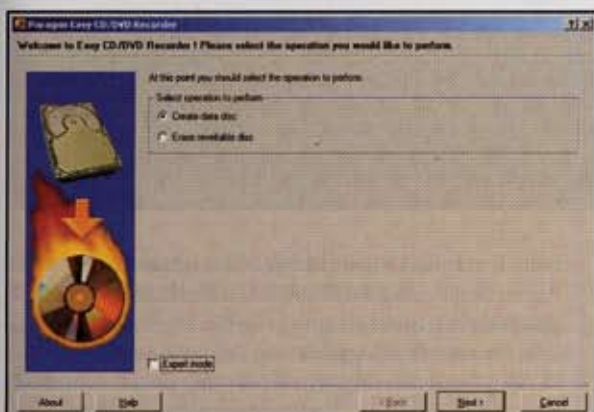 Paragon Easy CD/DVD Recorder
Welcome to Easy CD/DVD Recorder ! Please select the operation you would like to perform.
At this point you should select the operation to perform.
Select operation to perform
Create data disc
Erase rewritable disc
Expert mode
About
Help
< Back
Next >
Cancel